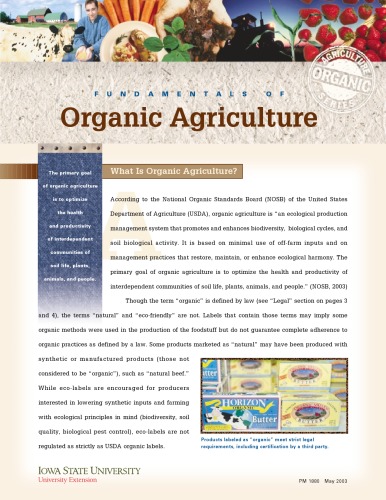 AGRICULTURE
ORGANIC
SERIES
FUNDAMENTALS OF
Organic Agriculture
The primary goal
of organic agriculture
is to optimize
the health
and productivity
of interdependent
communities of
soil life, plants,
animals, and people.
What Is Organic Agriculture?
According to the National Organic Standards Board (NOSB) of the United States
Department of Agriculture (USDA), organic agriculture is “an ecological production
management system that promotes and enhances biodiversity, biological cycles, and
soil biological activity. It is based on minimal use of off-farm inputs and on
management practices that restore, maintain, or enhance ecological harmony. The
primary goal of organic agriculture is to optimize the health and productivity of
interdependent communities of soil life, plants, animals, and people.” (NOSB, 2003)
Though the term “organic” is defined by law (see “Legal” section on pages 3
and 4), the terms “natural” and “eco-friendly” are not. Labels that contain those terms may imply some
organic methods were used in the production of the foodstuff but do not guarantee complete adherence to
organic practices as defined by a law. Some products marketed as “natural” may have been produced with
synthetic or manufactured products (those not
considered to be “organic”), such as “natural beef.”
While eco-labels are encouraged for producers
interested in lowering synthetic inputs and farming
with ecological principles in mind (biodiversity, soil
quality, biological pest control), eco-labels are not
regulated as strictly as USDA organic labels.
HORIZON
ORGANIC
Butter
Butter
Products labeled as “organic” meet strict legal
requirements, including certification by a third party.
IOWA STATE UNIVERSITY
University Extension
PM 1880 May 2003